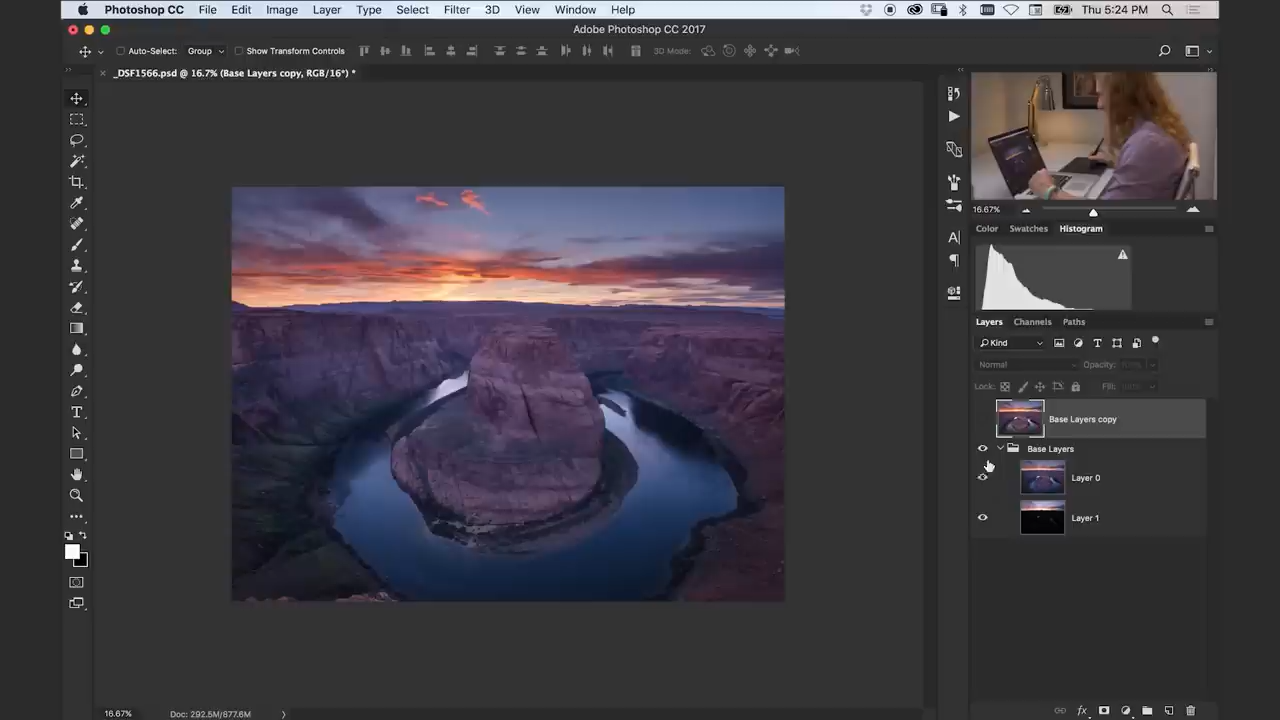 Photoshop CC File Edit Image Layer Type Select Filter 3D View Window Help Thu 5:24 PM
Adobe Photoshop CC 2017
Auto-Select: Group Show Transform Controls 3D Mode:
_DSF1566.psd @ 16.7% (Base Layers copy, RGB/16*) *
16.67%
Color Swatches Histogram
Layers Channels Paths
Kind
Normal Opacity:
Lock: Fill:
Base Layers copy
Base Layers
Layer 0
Layer 1
16.67% Doc: 292.5M/877.6M